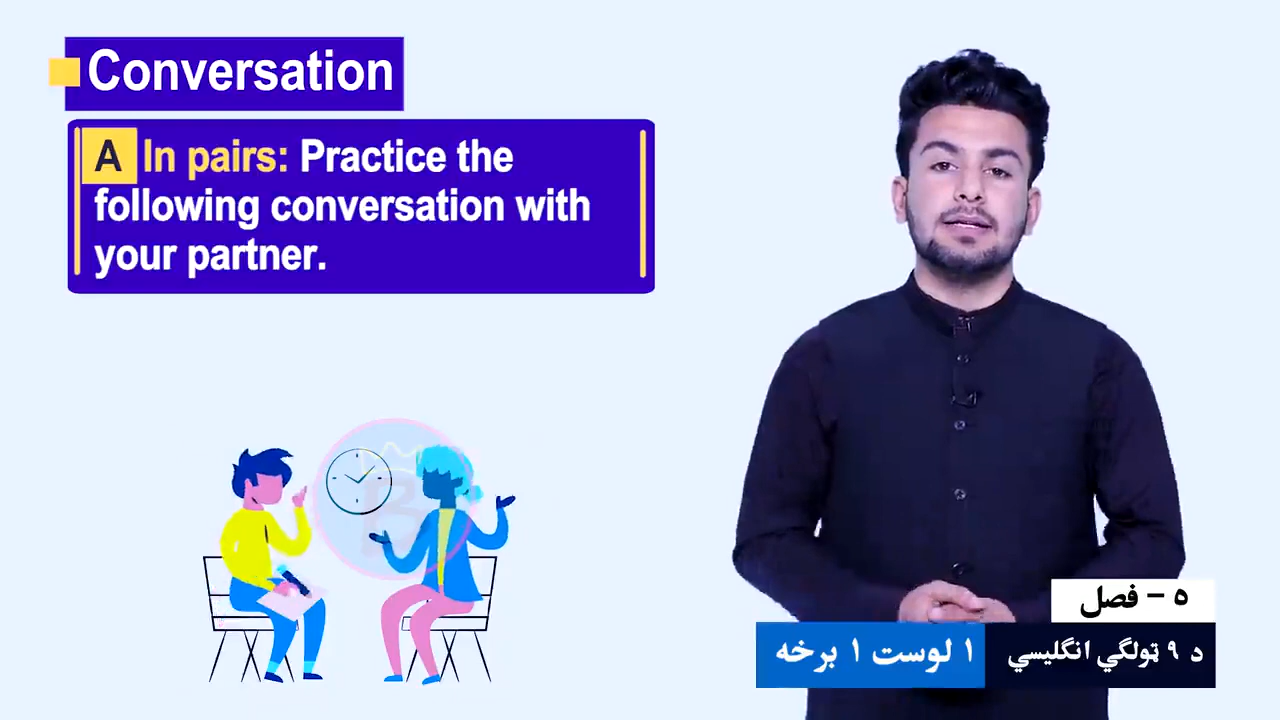 Conversation
A In pairs: Practice the
following conversation with
your partner.
۵ – فصل
د ۹ ټولګي انګلیسي
۱ لوست ۱ برخه